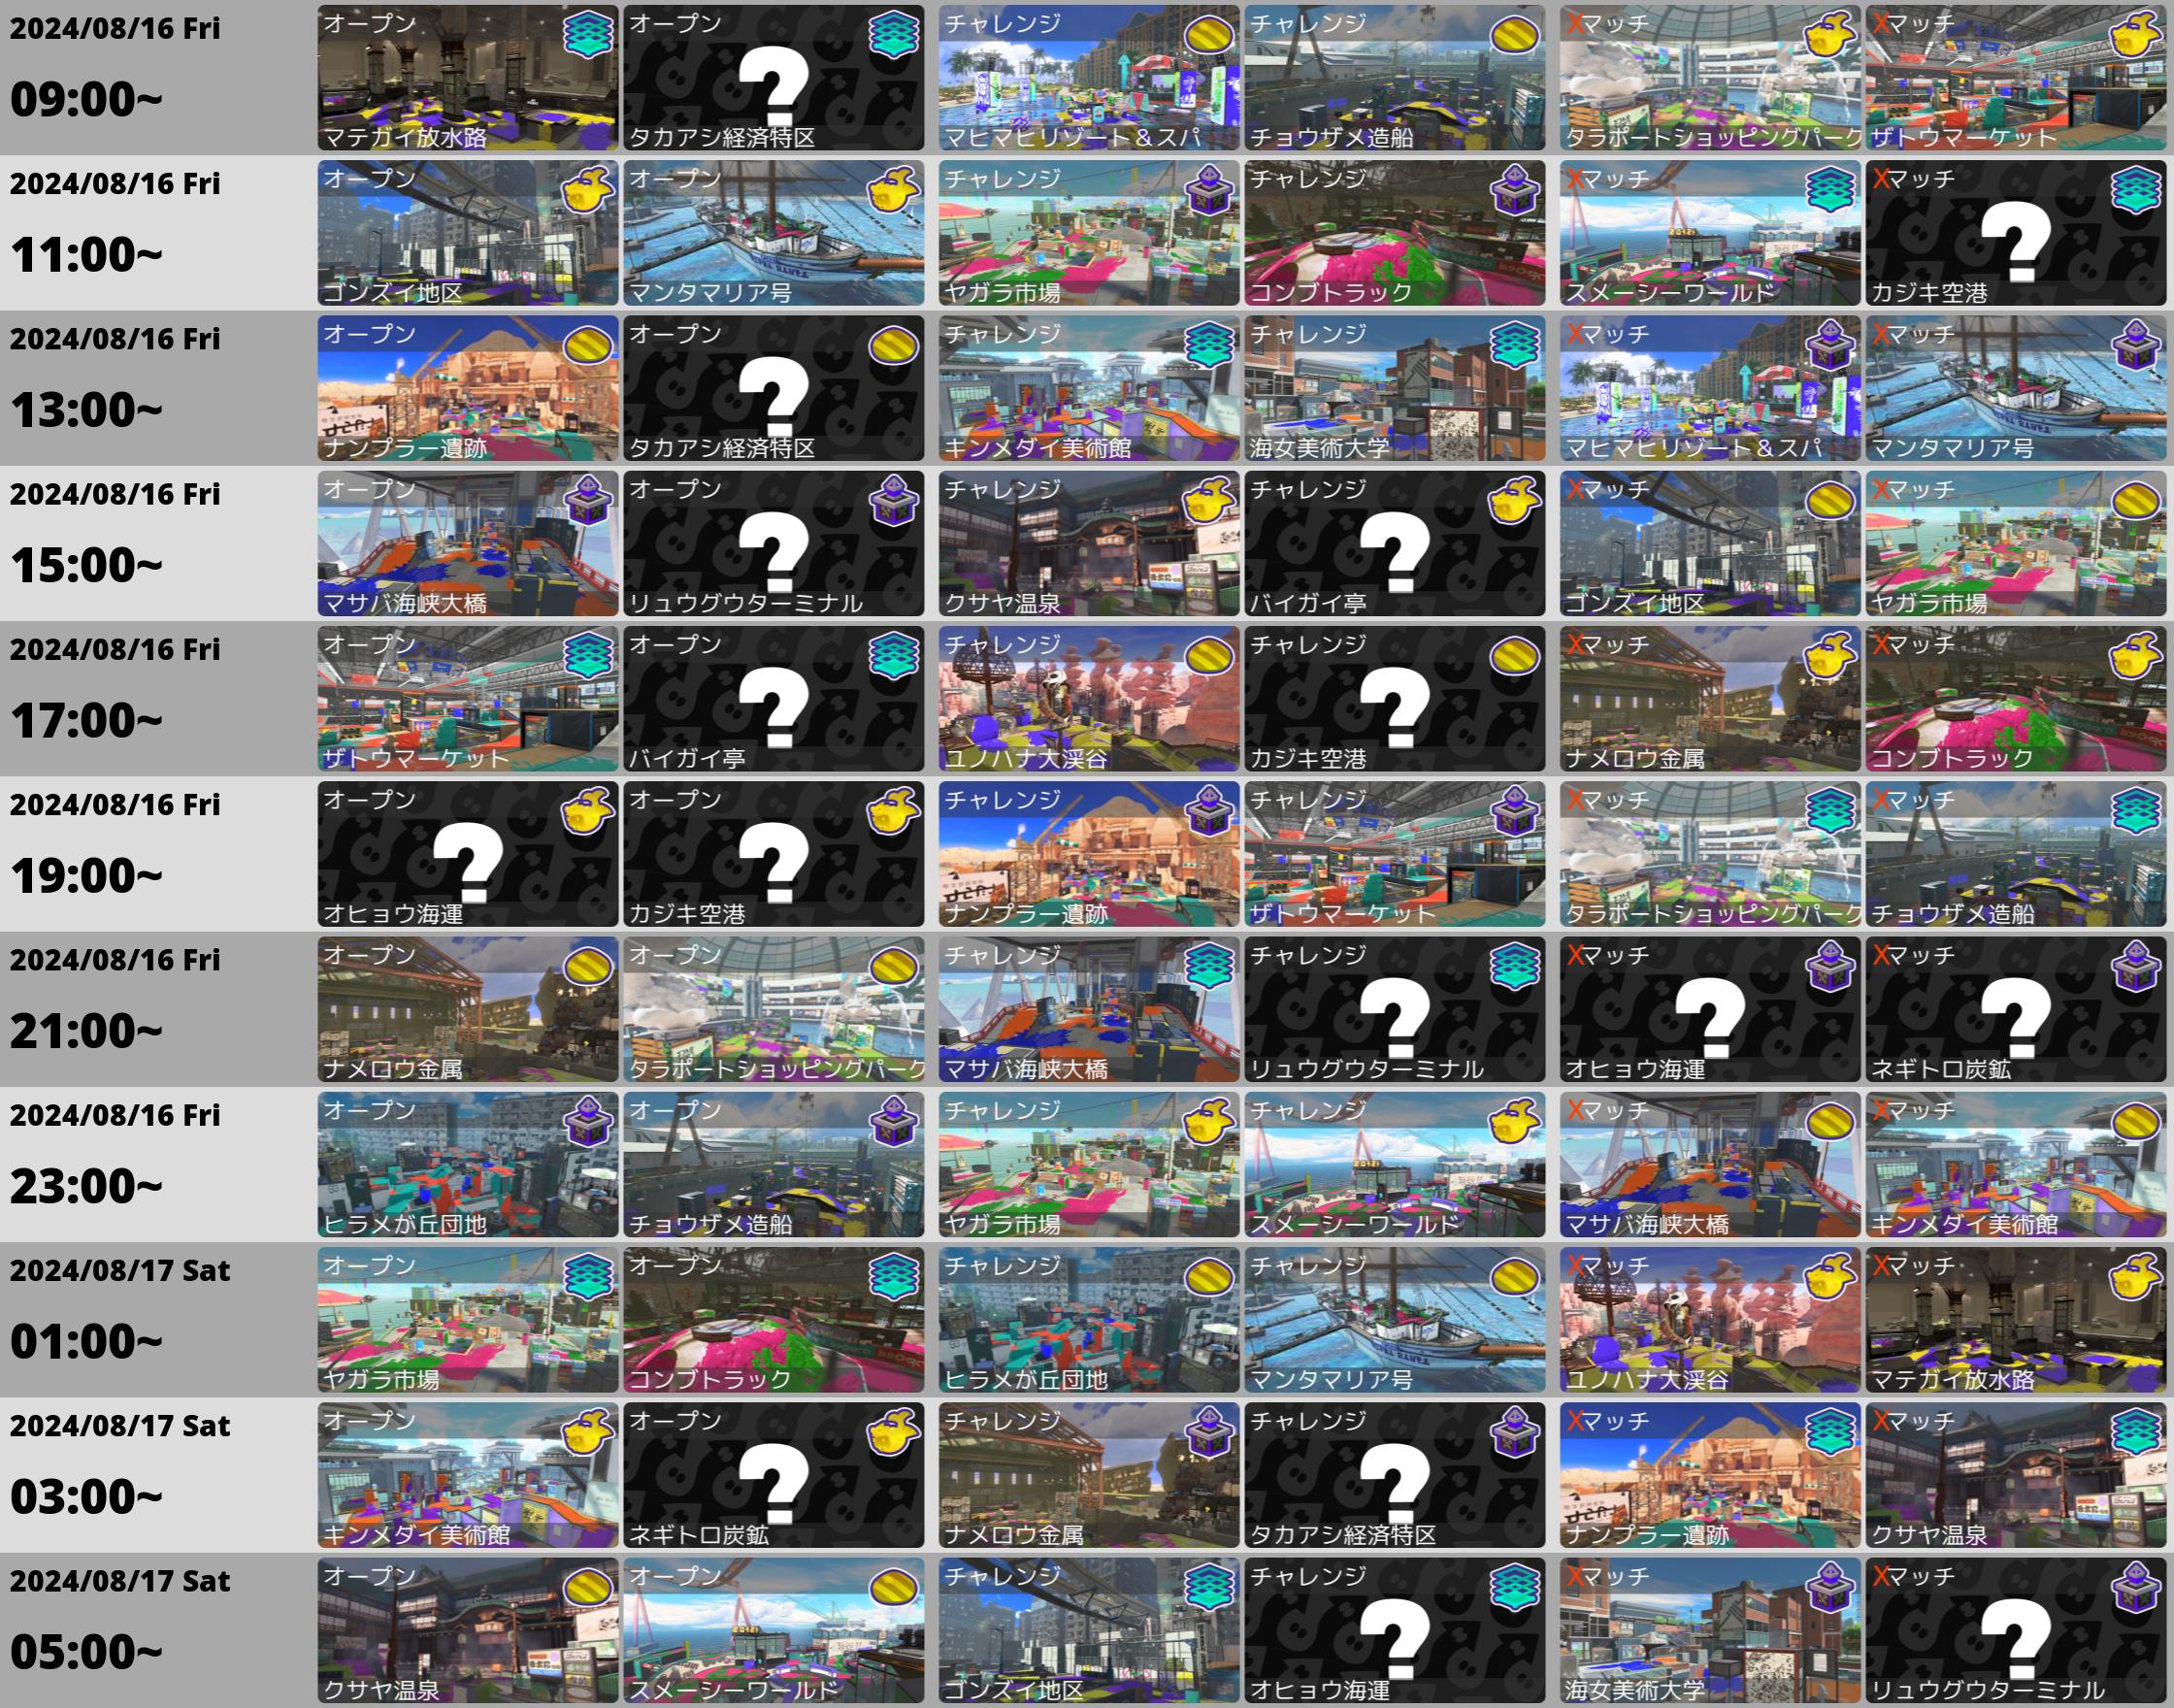 2024/08/16 Fri
09:00~
オープン
マテガイ放水路
オープン
タカアシ経済特区
チャレンジ
マヒマヒリゾート＆スパ
チャレンジ
チョウザメ造船
Xマッチ
タラポートショッピングパーク
Xマッチ
ザトウマーケット
2024/08/16 Fri
11:00~
オープン
ゴンズイ地区
オープン
マンタマリア号
チャレンジ
ヤガラ市場
チャレンジ
コンブトラック
Xマッチ
スメーシーワールド
Xマッチ
カジキ空港
2024/08/16 Fri
13:00~
オープン
ナンプラー遺跡
オープン
タカアシ経済特区
チャレンジ
キンメダイ美術館
チャレンジ
海女美術大学
Xマッチ
マヒマヒリゾート＆スパ
Xマッチ
マンタマリア号
2024/08/16 Fri
15:00~
オープン
マサバ海峡大橋
オープン
リュウグウターミナル
チャレンジ
クサヤ温泉
チャレンジ
バイガイ亭
Xマッチ
ゴンズイ地区
Xマッチ
ヤガラ市場
2024/08/16 Fri
17:00~
オープン
ザトウマーケット
オープン
バイガイ亭
チャレンジ
ユノハナ大渓谷
チャレンジ
カジキ空港
Xマッチ
ナメロウ金属
Xマッチ
コンブトラック
2024/08/16 Fri
19:00~
オープン
オヒョウ海運
オープン
カジキ空港
チャレンジ
ナンプラー遺跡
チャレンジ
ザトウマーケット
Xマッチ
タラポートショッピングパーク
Xマッチ
チョウザメ造船
2024/08/16 Fri
21:00~
オープン
ナメロウ金属
オープン
タラポートショッピングパーク
チャレンジ
マサバ海峡大橋
チャレンジ
リュウグウターミナル
Xマッチ
オヒョウ海運
Xマッチ
ネギトロ炭鉱
2024/08/16 Fri
23:00~
オープン
ヒラメが丘団地
オープン
チョウザメ造船
チャレンジ
ヤガラ市場
チャレンジ
スメーシーワールド
Xマッチ
マサバ海峡大橋
Xマッチ
キンメダイ美術館
2024/08/17 Sat
01:00~
オープン
ヤガラ市場
オープン
コンブトラック
チャレンジ
ヒラメが丘団地
チャレンジ
マンタマリア号
Xマッチ
ユノハナ大渓谷
Xマッチ
マテガイ放水路
2024/08/17 Sat
03:00~
オープン
キンメダイ美術館
オープン
ネギトロ炭鉱
チャレンジ
ナメロウ金属
チャレンジ
タカアシ経済特区
Xマッチ
ナンプラー遺跡
Xマッチ
クサヤ温泉
2024/08/17 Sat
05:00~
オープン
クサヤ温泉
オープン
スメーシーワールド
チャレンジ
ゴンズイ地区
チャレンジ
オヒョウ海運
Xマッチ
海女美術大学
Xマッチ
リュウグウターミナル